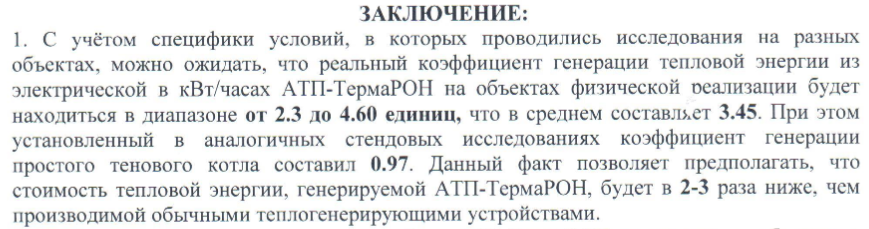 ЗАКЛЮЧЕНИЕ:
1. С учётом специфики условий, в которых проводились исследования на разных
объектах, можно ожидать, что реальный коэффициент генерации тепловой энергии из
электрической в кВт/часах АТП-ТермаРОН на объектах физической реализации будет
находиться в диапазоне от 2.3 до 4.60 единиц, что в среднем составляет 3.45. При этом
установленный в аналогичных стендовых исследованиях коэффициент генерации
простого тенового котла составил 0.97. Данный факт позволяет предполагать, что
стоимость тепловой энергии, генерируемой АТП-ТермаРОН, будет в 2-3 раза ниже, чем
производимой обычными теплогенерирующими устройствами.